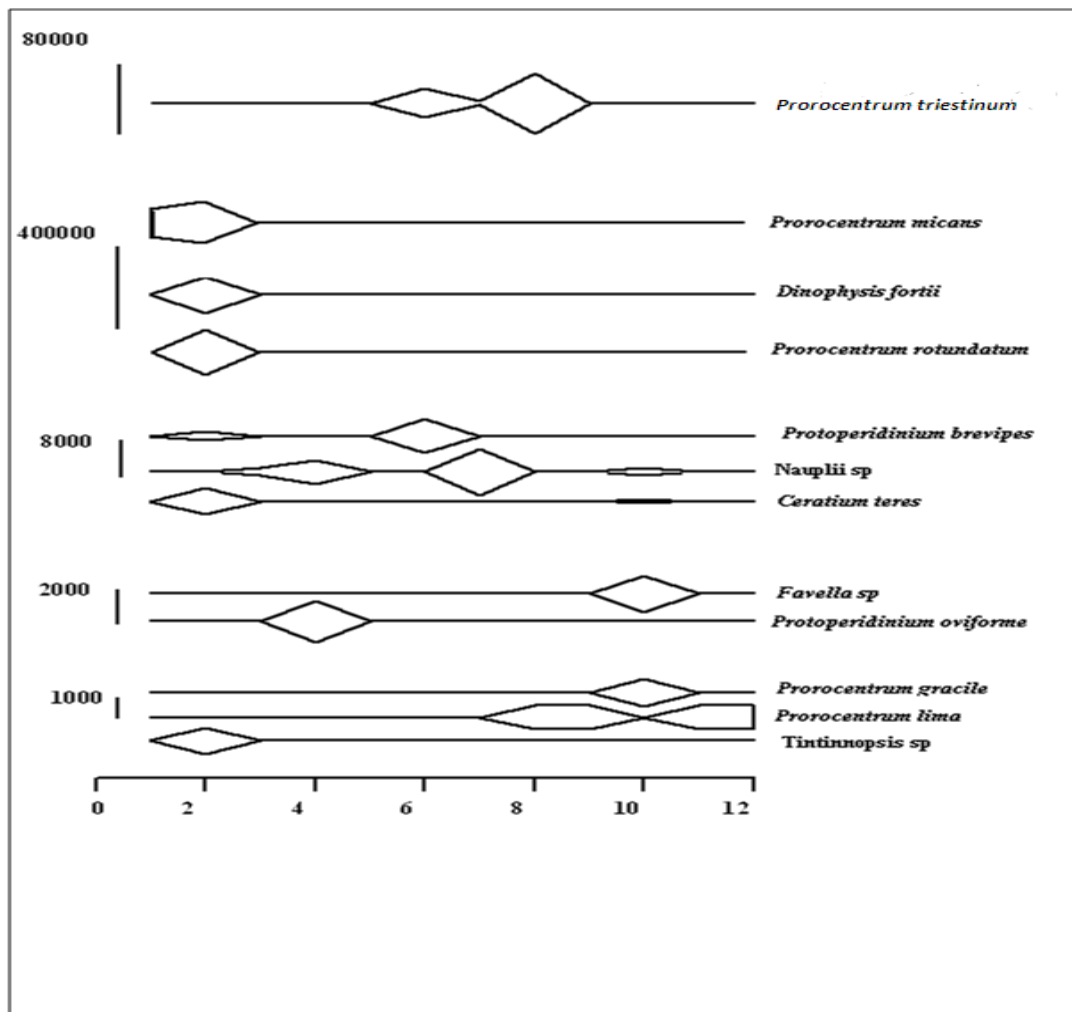 80000
Prorocentrum triestinum
Prorocentrum micans
400000
Dinophysis fortii
Prorocentrum rotundatum
Protoperidinium brevipes
8000
Nauplii sp
Ceratium teres
2000
Favella sp
Protoperidinium oviforme
Prorocentrum gracile
1000
Prorocentrum lima
Tintinnopsis sp
0 2 4 6 8 10 12